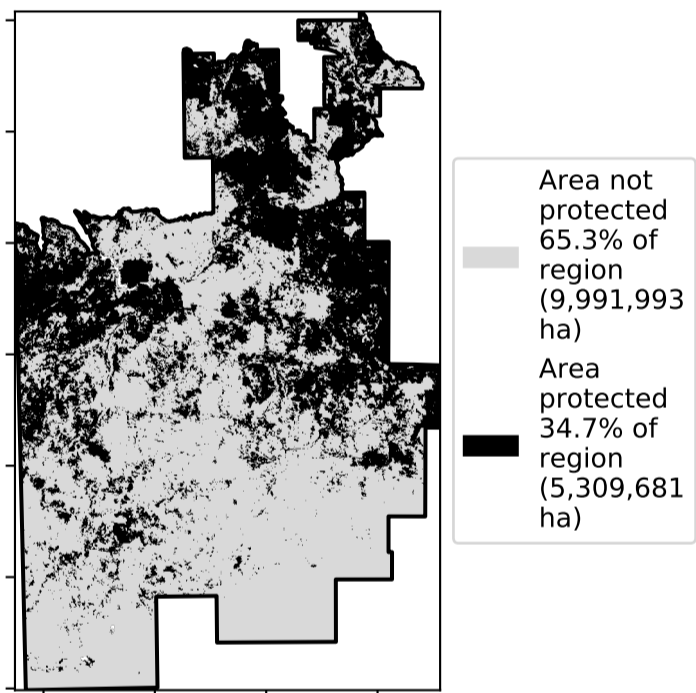 Area not
protected
65.3% of
region
(9,991,993
ha)
Area
protected
34.7% of
region
(5,309,681
ha)